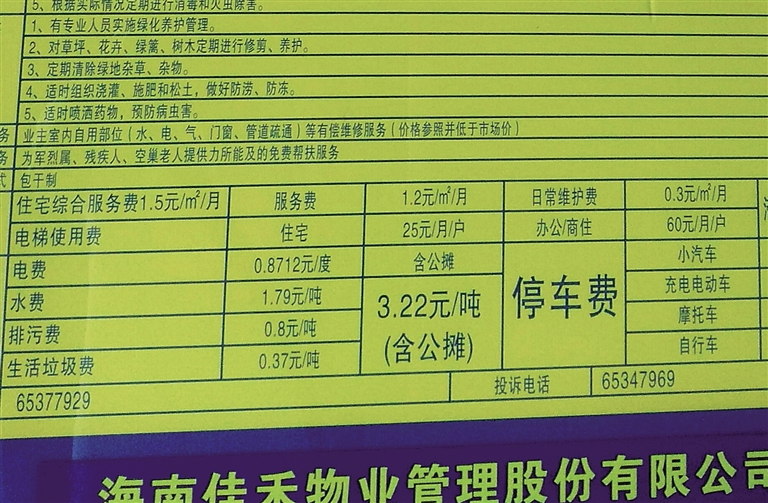 5、根据实际情况定期进行消毒和灭虫除害。
1、有专业人员实施绿化养护管理。
2、对草坪、花卉、绿篱、树木定期进行修剪、养护。
3、定期清除绿地杂草、杂物。
4、适时组织浇灌、施肥和松土，做好防涝、防冻。
5、适时喷洒药物，预防病虫害。
务 业主室内自用部位（水、电、气、门窗、管道疏通）等有偿维修服务（价格参照并低于市场价）
务 为军烈属、残疾人、空巢老人提供力所能及的免费帮扶服务
式 包干制
住宅综合服务费1.5元/㎡/月 服务费 1.2元/㎡/月 日常维护费 0.3元/㎡/月
电梯使用费 住宅 25元/月/户 办公/商住 60元/月/户
电费 0.8712元/度 含公摊 停车费 小汽车
水费 1.79元/吨 3.22元/吨 充电电动车
排污费 0.8元/吨 (含公摊) 摩托车
生活垃圾费 0.37元/吨 自行车
65377929 投诉电话 65347969
海南佳禾物业管理股份有限公司